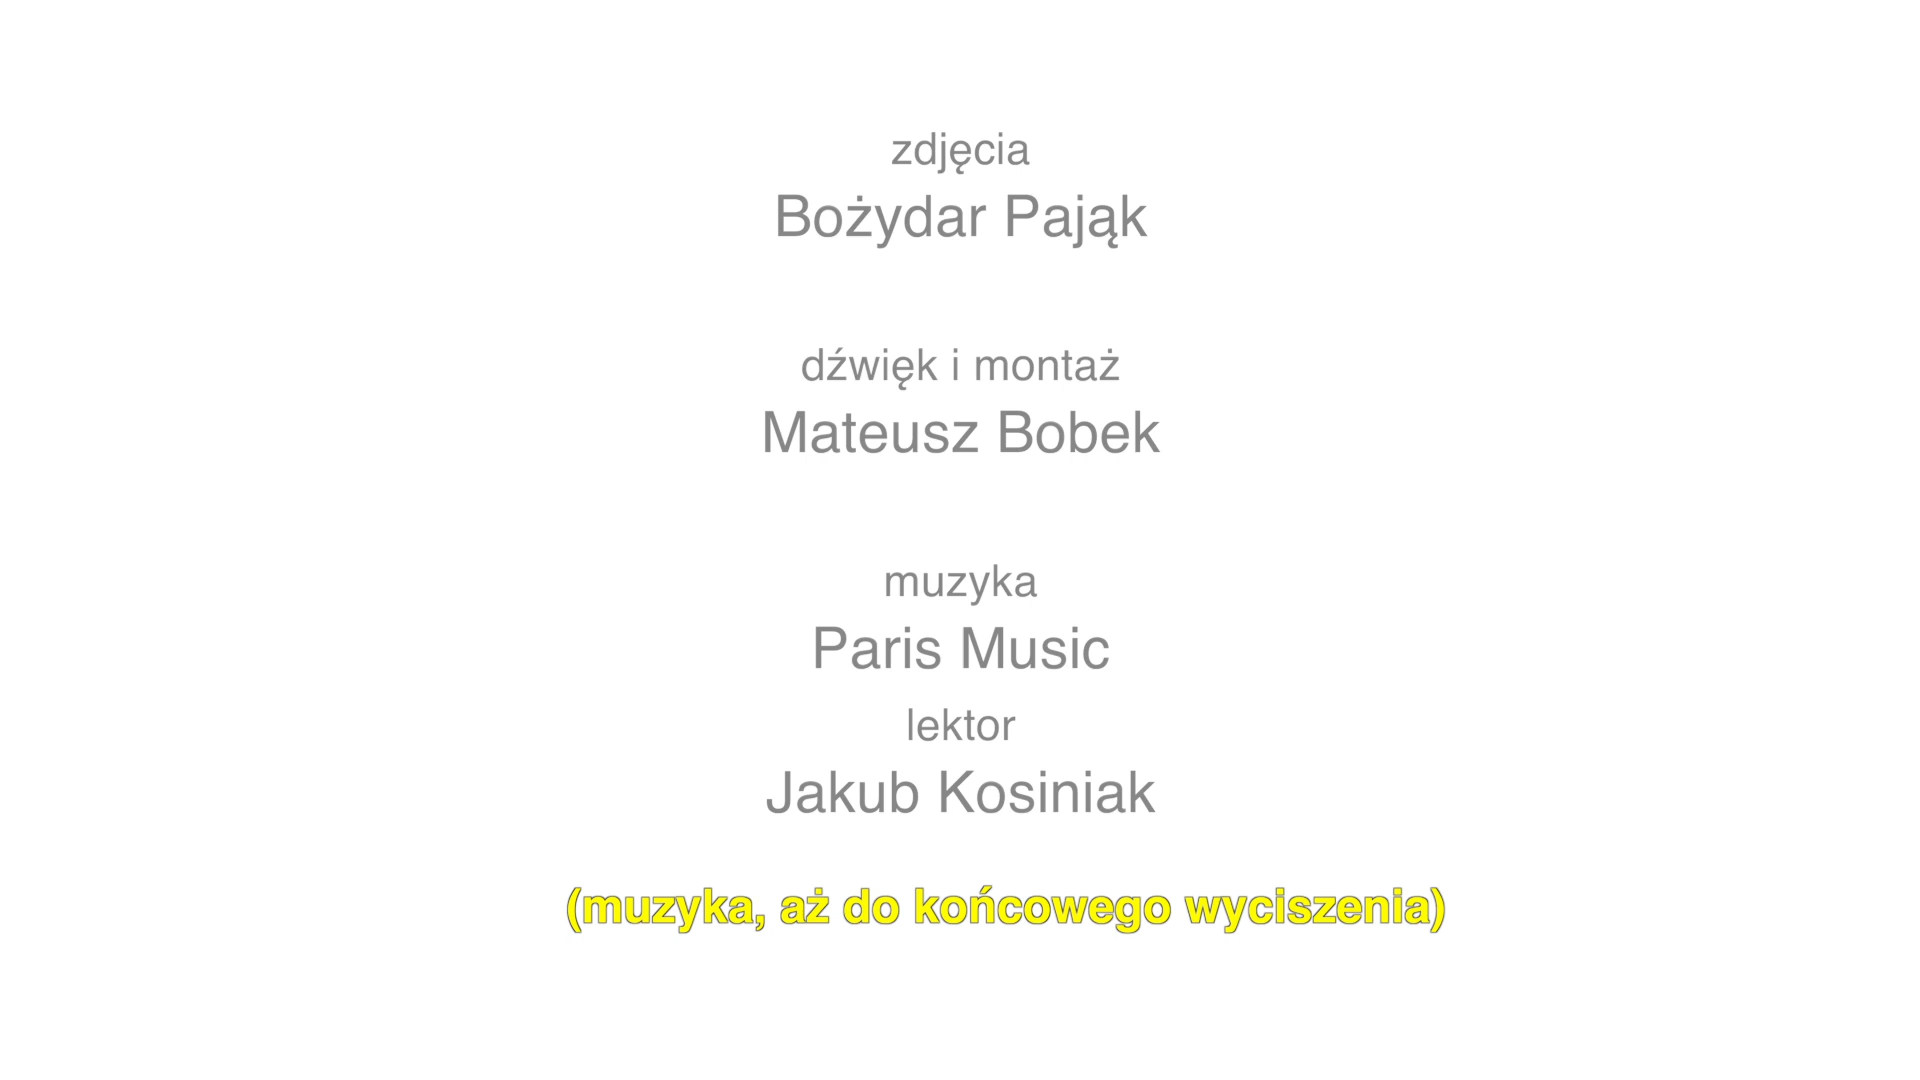 zdjęcia
Bożydar Pająk
dźwięk i montaż
Mateusz Bobek
muzyka
Paris Music
lektor
Jakub Kosiniak
(muzyka, aż do końcowego wyciszenia)